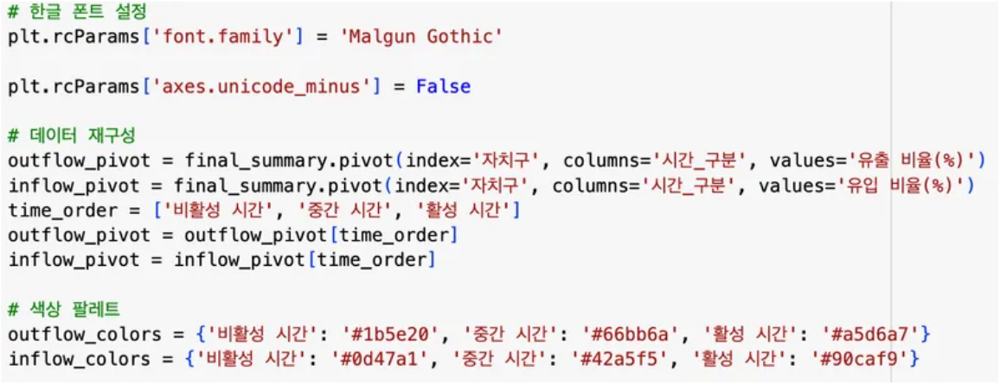 # 한글 폰트 설정
plt.rcParams['font.family'] = 'Malgun Gothic'
plt.rcParams['axes.unicode_minus'] = False
# 데이터 재구성
outflow_pivot = final_summary.pivot(index='자치구', columns='시간_구분', values='유출 비율(%)')
inflow_pivot = final_summary.pivot(index='자치구', columns='시간_구분', values='유입 비율(%)')
time_order = ['비활성 시간', '중간 시간', '활성 시간']
outflow_pivot = outflow_pivot[time_order]
inflow_pivot = inflow_pivot[time_order]
# 색상 팔레트
outflow_colors = {'비활성 시간': '#1b5e20', '중간 시간': '#66bb6a', '활성 시간': '#a5d6a7'}
inflow_colors = {'비활성 시간': '#0d47a1', '중간 시간': '#42a5f5', '활성 시간': '#90caf9'}